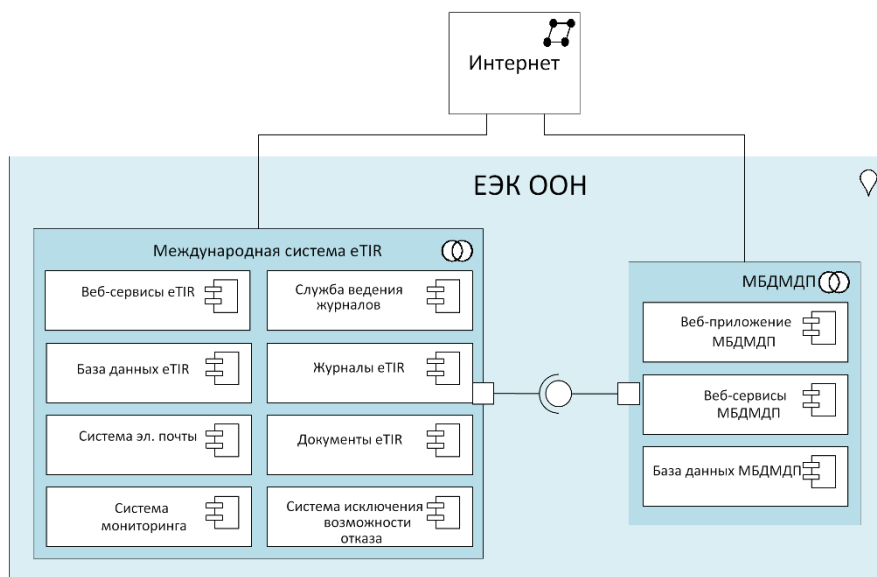 Интернет
ЕЭК ООН
Международная система eTIR
Веб-сервисы eTIR
Служба ведения
журналов
База данных eTIR
Журналы eTIR
Система эл. почты
Документы eTIR
Система
мониторинга
Система исключения
возможности
отказа
МБДМДП
Веб-приложение
МБДМДП
Веб-сервисы
МБДМДП
База данных МБДМДП